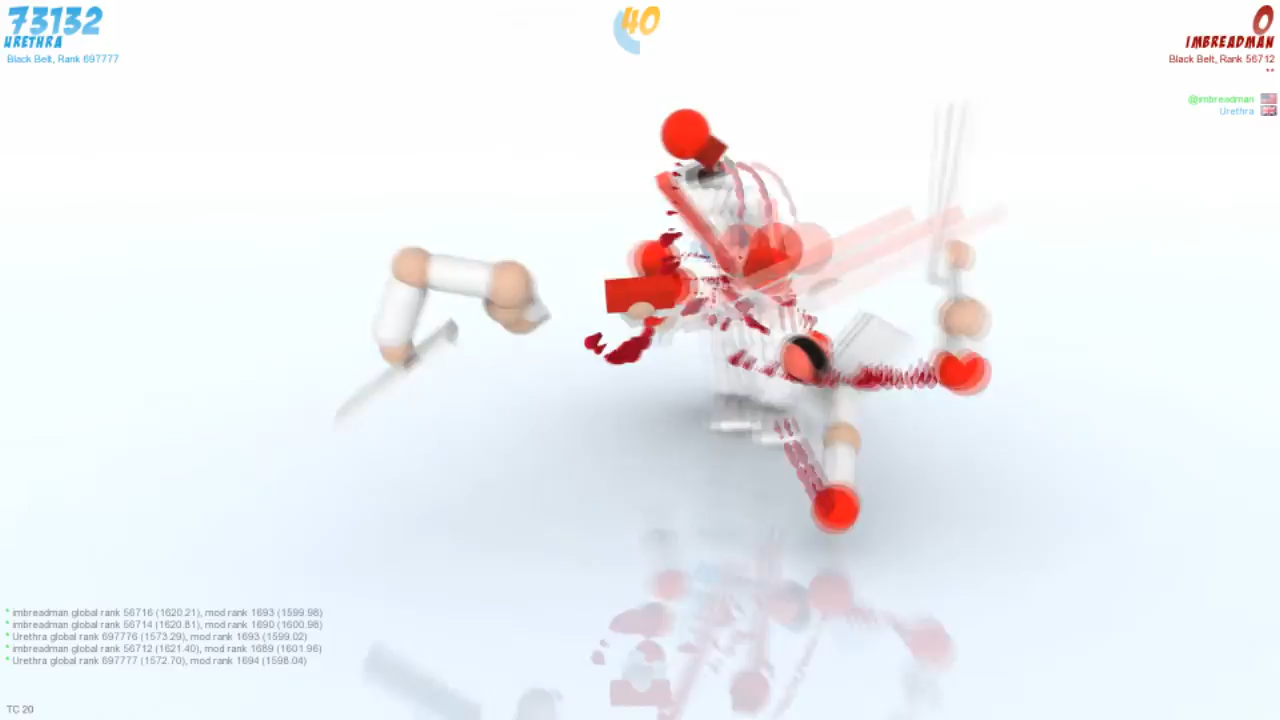 73132
URETHRA
Black Belt, Rank 697777
40
0
IMBREADMAN
Black Belt, Rank 56712
@imbreadman
Urethra
* imbreadman global rank 56716 (1620.21), mod rank 1693 (1599.98)
* imbreadman global rank 56714 (1620.81), mod rank 1690 (1600.98)
* Urethra global rank 697776 (1573.29), mod rank 1693 (1599.02)
* imbreadman global rank 56712 (1621.40), mod rank 1689 (1601.96)
* Urethra global rank 697777 (1572.70), mod rank 1694 (1598.04)
TC 20